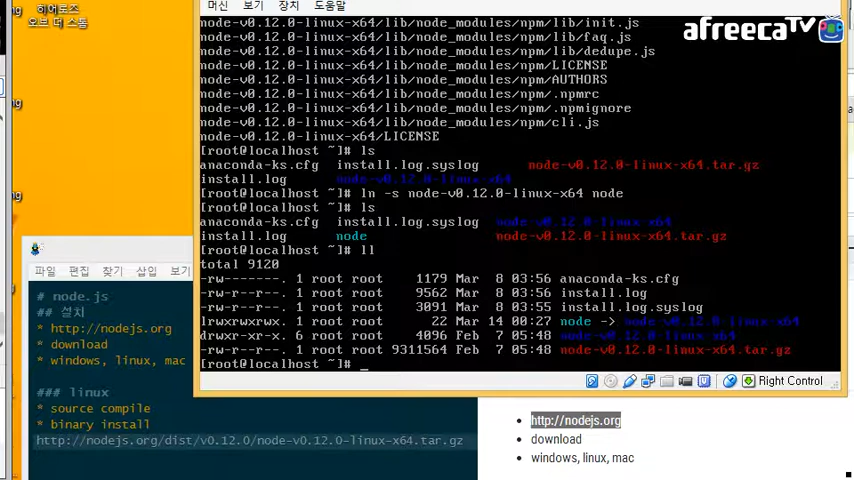 히어로즈
오브 더 스톰
머신 보기 장치 도움말
afreecaTV
node-v0.12.0-linux-x64/lib/node_modules/npm/lib/init.js
node-v0.12.0-linux-x64/lib/node_modules/npm/lib/faq.js
node-v0.12.0-linux-x64/lib/node_modules/npm/lib/dedupe.js
node-v0.12.0-linux-x64/lib/node_modules/npm/LICENSE
node-v0.12.0-linux-x64/lib/node_modules/npm/AUTHORS
node-v0.12.0-linux-x64/lib/node_modules/npm/.npmrc
node-v0.12.0-linux-x64/lib/node_modules/npm/.npmignore
node-v0.12.0-linux-x64/lib/node_modules/npm/cli.js
node-v0.12.0-linux-x64/LICENSE
[root@localhost ~]# ls
anaconda-ks.cfg install.log.syslog node-v0.12.0-linux-x64.tar.gz
install.log node-v0.12.0-linux-x64
[root@localhost ~]# ln -s node-v0.12.0-linux-x64 node
[root@localhost ~]# ls
anaconda-ks.cfg install.log.syslog node-v0.12.0-linux-x64
install.log node node-v0.12.0-linux-x64.tar.gz
[root@localhost ~]# ll
total 9120
-rw-------. 1 root root 1179 Mar 8 03:56 anaconda-ks.cfg
-rw-r--r--. 1 root root 9562 Mar 8 03:56 install.log
-rw-r--r--. 1 root root 3091 Mar 8 03:55 install.log.syslog
lrwxrwxrwx. 1 root root 22 Mar 14 00:27 node -> node-v0.12.0-linux-x64
drwxr-xr-x. 6 root root 4096 Feb 7 05:48 node-v0.12.0-linux-x64
-rw-r--r--. 1 root root 9311564 Feb 7 05:48 node-v0.12.0-linux-x64.tar.gz
[root@localhost ~]# _
Right Control
파일 편집 찾기 삽입 보기
# node.js
## 설치
* http://nodejs.org
* download
* windows, linux, mac
### linux
* source compile
* binary install
http://nodejs.org/dist/v0.12.0/node-v0.12.0-linux-x64.tar.gz
• http://nodejs.org
• download
• windows, linux, mac